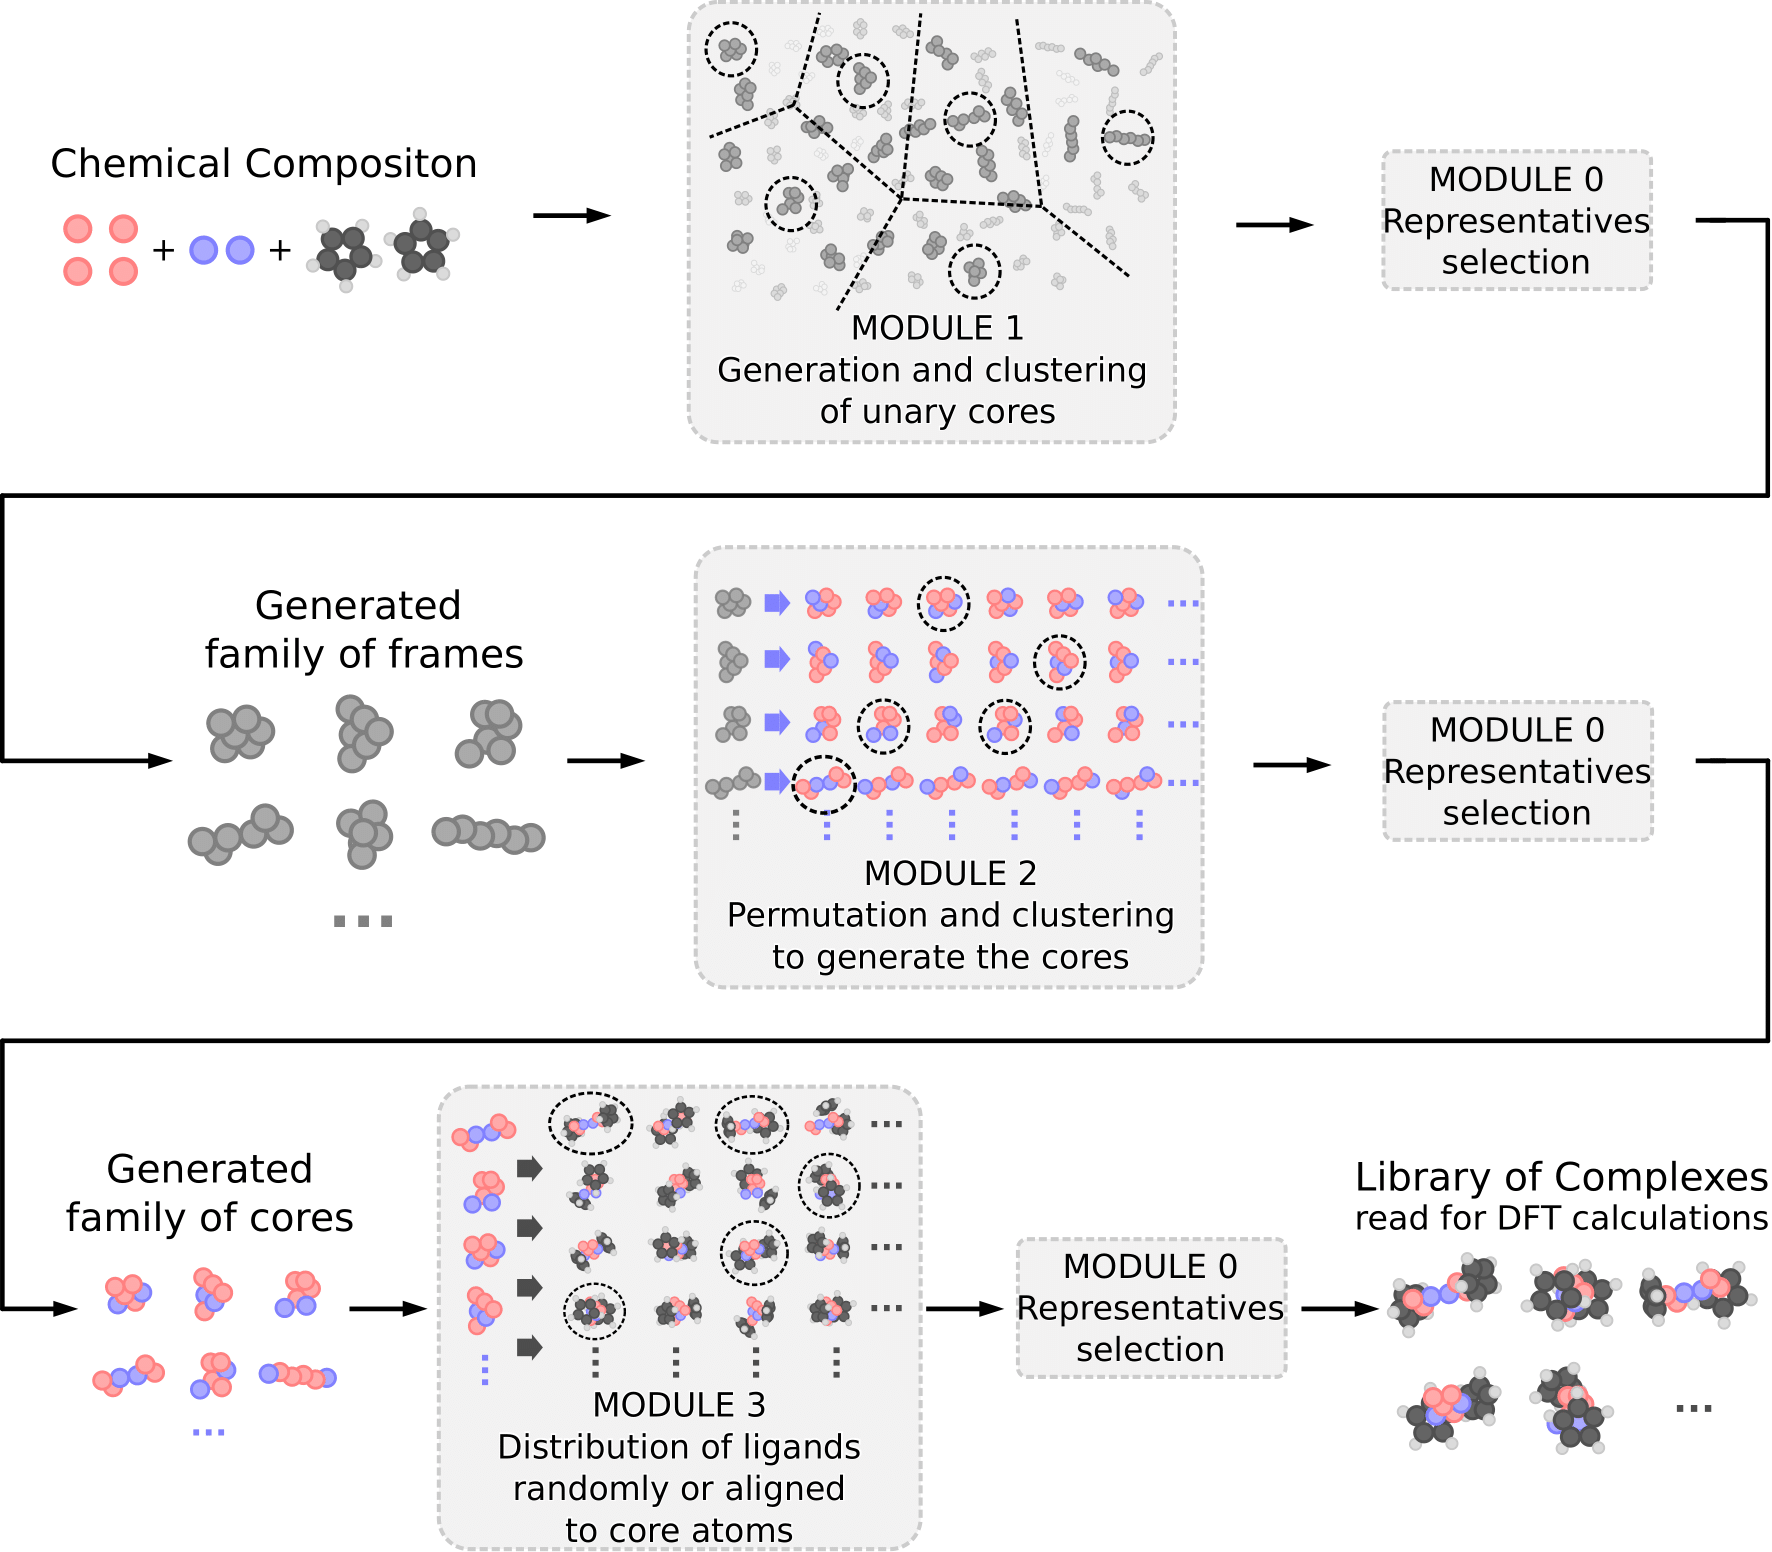 Chemical Compositon
+
+
MODULE 1
Generation and clustering
of unary cores
MODULE 0
Representatives
selection
Generated
family of frames
...
MODULE 2
Permutation and clustering
to generate the cores
MODULE 0
Representatives
selection
Generated
family of cores
...
MODULE 3
Distribution of ligands
randomly or aligned
to core atoms
MODULE 0
Representatives
selection
Library of Complexes
read for DFT calculations
...